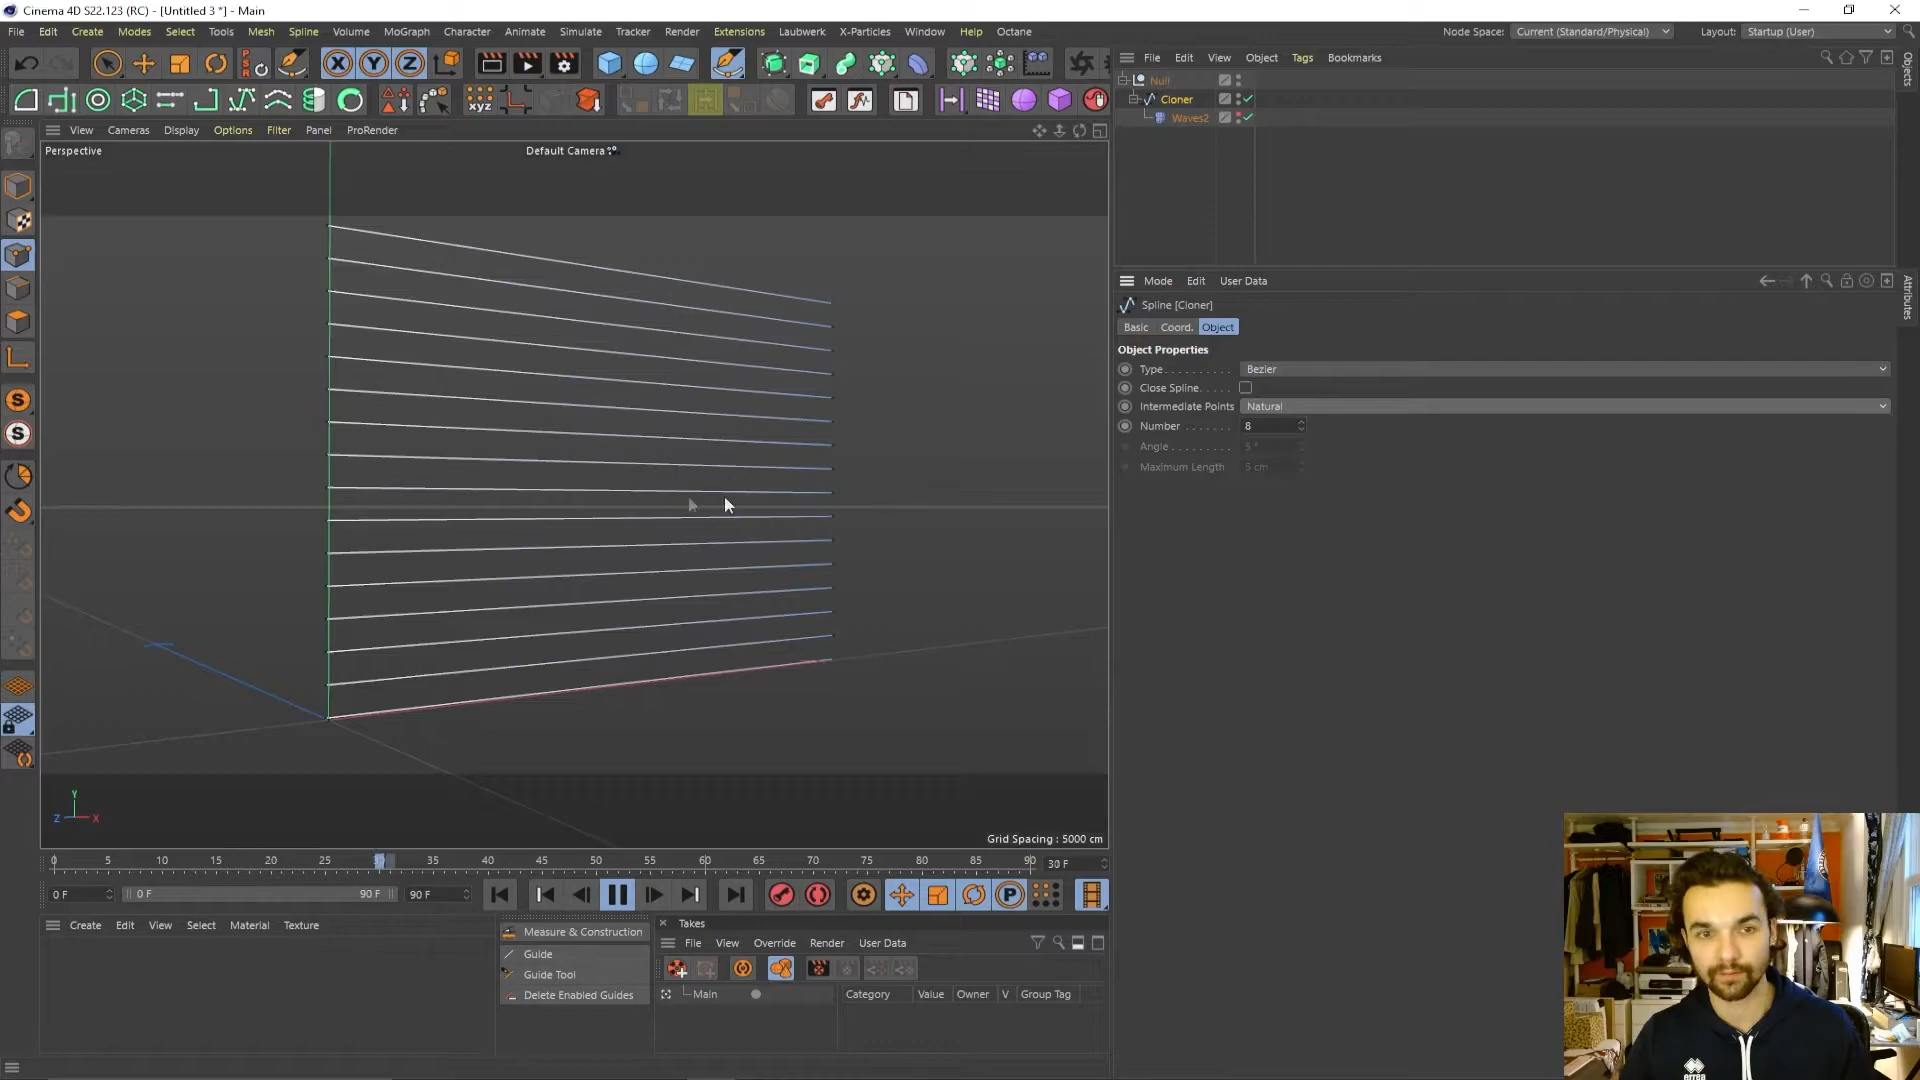 Cinema 4D S22.123 (RC) - [Untitled 3 *] - Main
File Edit Create Modes Select Tools Mesh Spline Volume MoGraph Character Animate Simulate Tracker Render Extensions Laubwerk X-Particles Window Help Octane
Node Space: Current (Standard/Physical) Layout: Startup (User)
PSR
X Y Z
xyz
File Edit View Object Tags Bookmarks
Objects
Null
Cloner
Waves2
View Cameras Display Options Filter Panel ProRender
Perspective
Default Camera
Mode Edit User Data
Attributes
Spline [Cloner]
Basic Coord. Object
Object Properties
Type Bezier
Close Spline
Intermediate Points Natural
Number 8
Angle 5 °
Maximum Length 5 cm
S
S
Y
Z X
Grid Spacing : 5000 cm
0 5 10 15 20 25 30 35 40 45 50 55 60 65 70 75 80 85 90 30 F
0 F 0 F 90 F 90 F
P
Create Edit View Select Material Texture
Measure & Construction
Guide
Guide Tool
Delete Enabled Guides
Takes
File View Override Render User Data
Main
Category Value Owner V Group Tag
errea